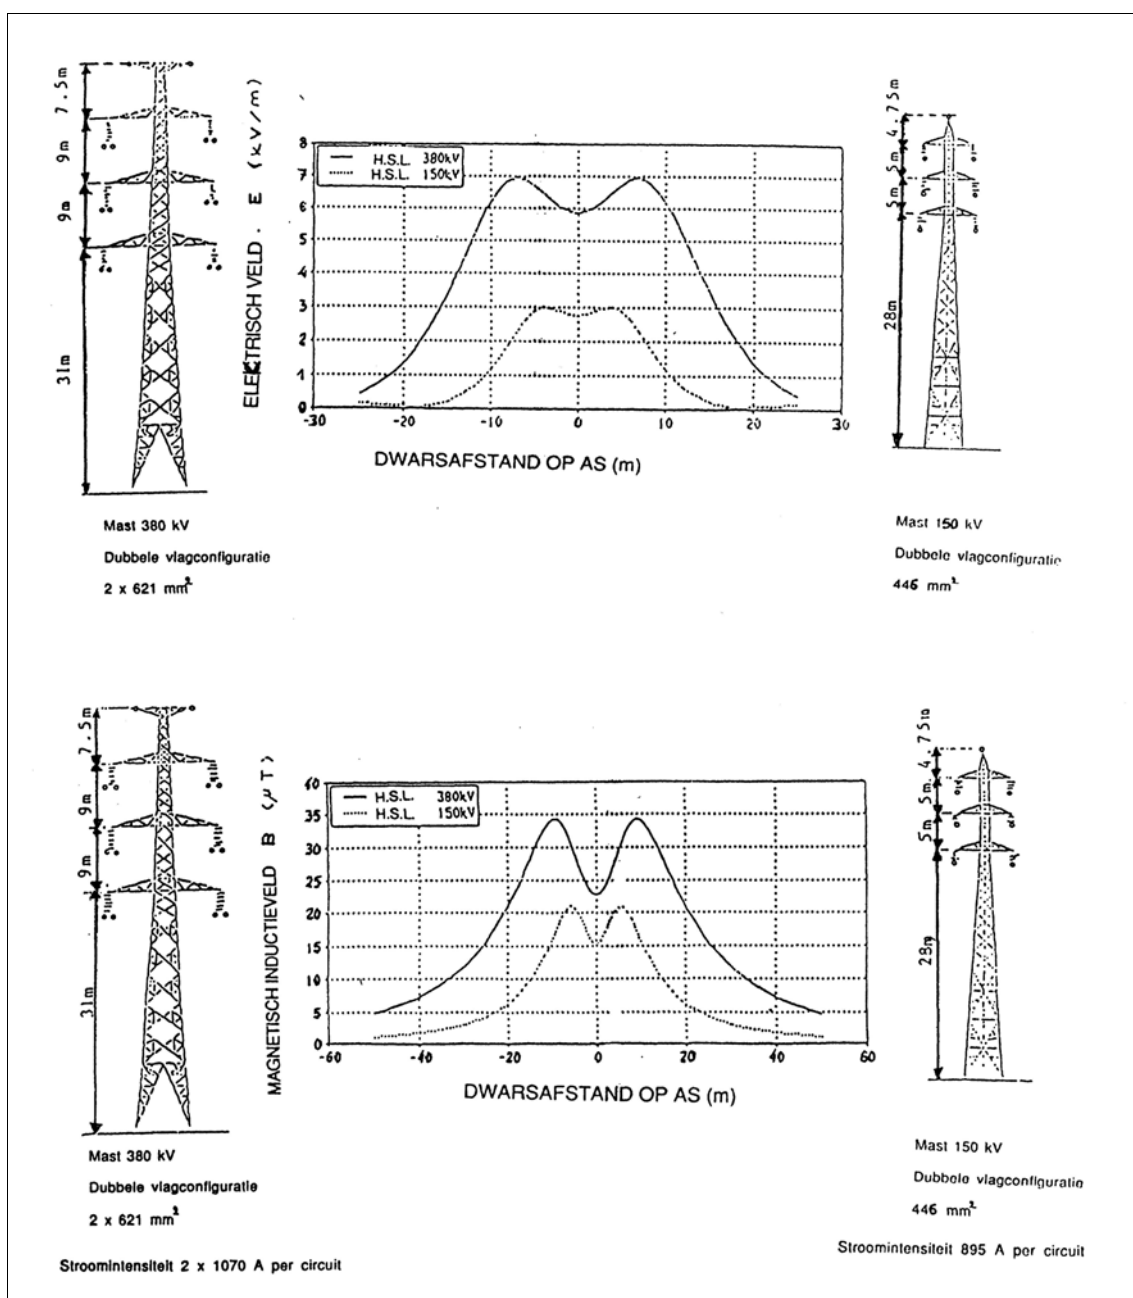 7.5m
9m
9m
31m
ELEKTRISCH VELD . E (kV/m)
8
7
6
5
4
3
2
1
0
H.S.L. 380kV
H.S.L. 150kV
-30 -20 -10 0 10 20 30
DWARSAFSTAND OP AS (m)
4.75m
5m
5m
28m
Mast 380 kV
Dubbele vlagconfiguratie
2 x 621 mm²
Mast 150 kV
Dubbele vlagconfiguratie
446 mm²
7.5m
9m
9m
31m
MAGNETISCH INDUCTIEVELD B (µT)
40
35
30
25
20
15
10
5
0
H.S.L. 380kV
H.S.L. 150kV
-60 -40 -20 0 20 40 60
DWARSAFSTAND OP AS (m)
4.75m
5m
5m
28m
Mast 380 kV
Dubbele vlagconfiguratie
2 x 621 mm²
Stroomintensiteit 2 x 1070 A per circuit
Mast 150 kV
Dubbele vlagconfiguratie
446 mm²
Stroomintensiteit 895 A per circuit